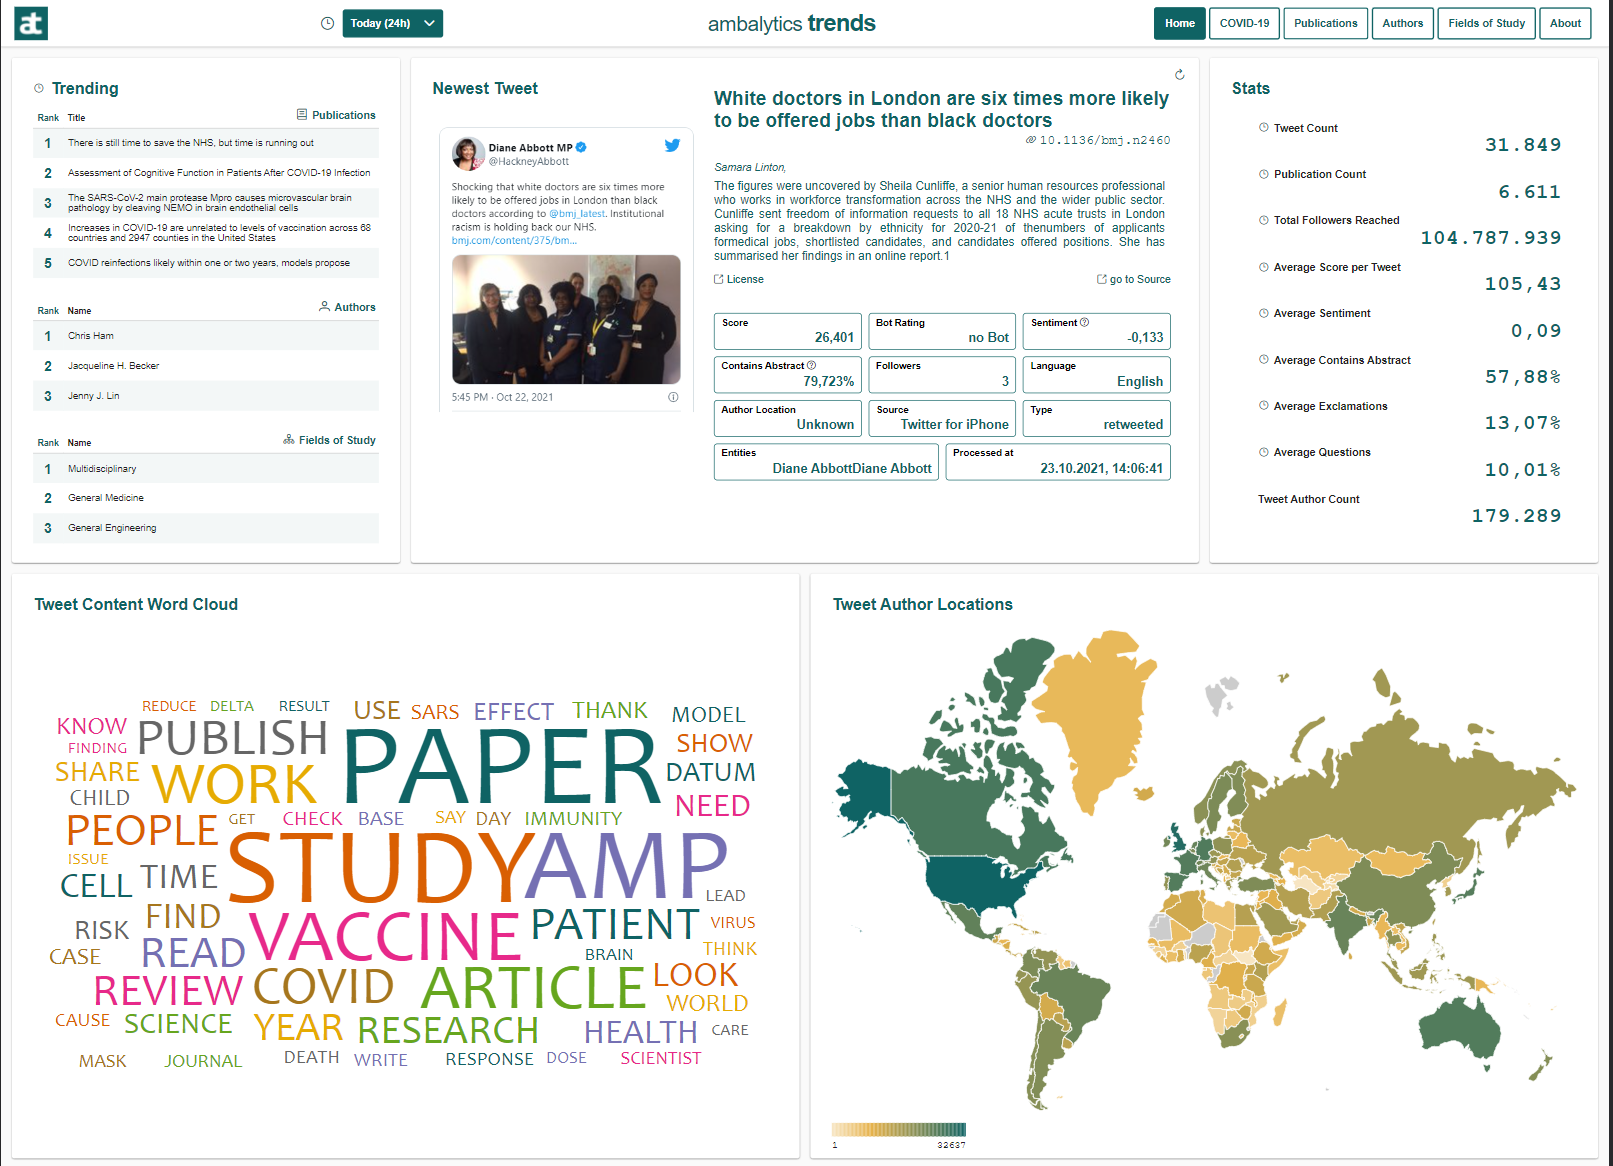 at
Today (24h)
ambalytics trends
Home
COVID-19
Publications
Authors
Fields of Study
About
Trending
Rank Title
Publications
1 There is still time to save the NHS, but time is running out
2 Assessment of Cognitive Function in Patients After COVID-19 Infection
3 The SARS-CoV-2 main protease Mpro causes microvascular brain
pathology by cleaving NEMO in brain endothelial cells
4 Increases in COVID-19 are unrelated to levels of vaccination across 68
countries and 2947 counties in the United States
5 COVID reinfections likely within one or two years, models propose
Rank Name
Authors
1 Chris Ham
2 Jacqueline H. Becker
3 Jenny J. Lin
Rank Name
Fields of Study
1 Multidisciplinary
2 General Medicine
3 General Engineering
Newest Tweet
Diane Abbott MP
@HackneyAbbott
Shocking that white doctors are six times more
likely to be offered jobs in London than black
doctors according to @bmj_latest. Institutional
racism is holding back our NHS.
bmj.com/content/375/bm...
5:45 PM · Oct 22, 2021
White doctors in London are six times more likely
to be offered jobs than black doctors
10.1136/bmj.n2460
Samara Linton,
The figures were uncovered by Sheila Cunliffe, a senior human resources professional
who works in workforce transformation across the NHS and the wider public sector.
Cunliffe sent freedom of information requests to all 18 NHS acute trusts in London
asking for a breakdown by ethnicity for 2020-21 of thenumbers of applicants
formedical jobs, shortlisted candidates, and candidates offered positions. She has
summarised her findings in an online report.1
License
go to Source
Score
26,401
Bot Rating
no Bot
Sentiment
-0,133
Contains Abstract
79,723%
Followers
3
Language
English
Author Location
Unknown
Source
Twitter for iPhone
Type
retweeted
Entities
Diane AbbottDiane Abbott
Processed at
23.10.2021, 14:06:41
Stats
Tweet Count
31.849
Publication Count
6.611
Total Followers Reached
104.787.939
Average Score per Tweet
105,43
Average Sentiment
0,09
Average Contains Abstract
57,88%
Average Exclamations
13,07%
Average Questions
10,01%
Tweet Author Count
179.289
Tweet Content Word Cloud
REDUCE DELTA RESULT USE SARS EFFECT THANK MODEL
KNOW PUBLISH PAPER SHOW
FINDING
SHARE WORK DATUM
CHILD NEED
PEOPLE GET CHECK BASE SAY DAY IMMUNITY
ISSUE STUDY AMP
CELL TIME LEAD
RISK FIND VACCINE PATIENT VIRUS
CASE READ BRAIN THINK
REVIEW COVID ARTICLE LOOK
WORLD
CAUSE SCIENCE YEAR RESEARCH HEALTH CARE
MASK JOURNAL DEATH WRITE RESPONSE DOSE SCIENTIST
Tweet Author Locations
1 32637